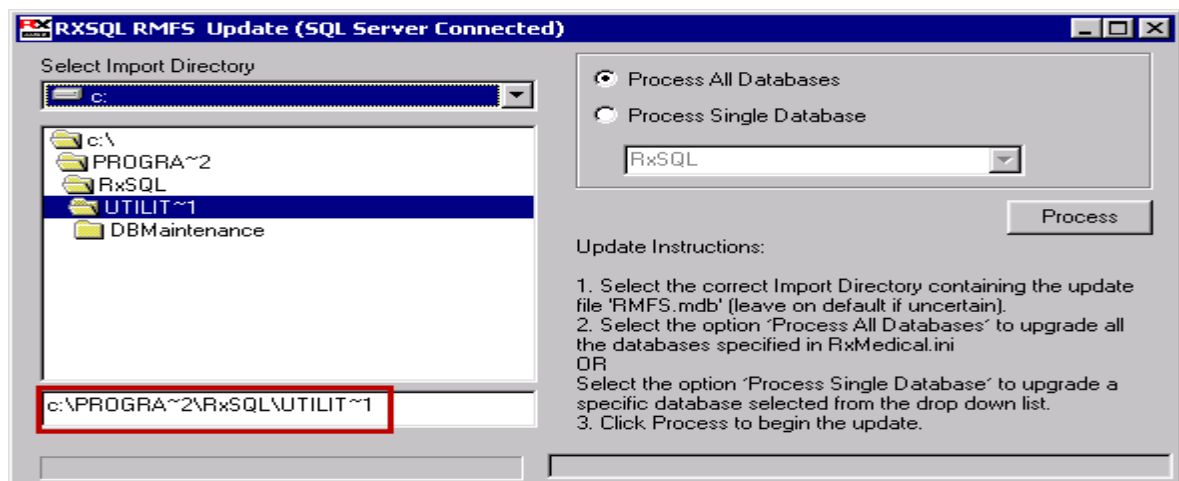 RXSQL RMFS Update (SQL Server Connected)
Select Import Directory
c:
c:\
PROGRA~2
RxSQL
UTILIT~1
DBMaintenance
c:\PROGRA~2\RxSQL\UTILIT~1
Process All Databases
Process Single Database
RxSQL
Process
Update Instructions:
1. Select the correct Import Directory containing the update
file 'RMFS.mdb' (leave on default if uncertain).
2. Select the option ´Process All Databases´ to upgrade all
the databases specified in RxMedical.ini
OR
Select the option ´Process Single Database´ to upgrade a
specific database selected from the drop down list.
3. Click Process to begin the update.